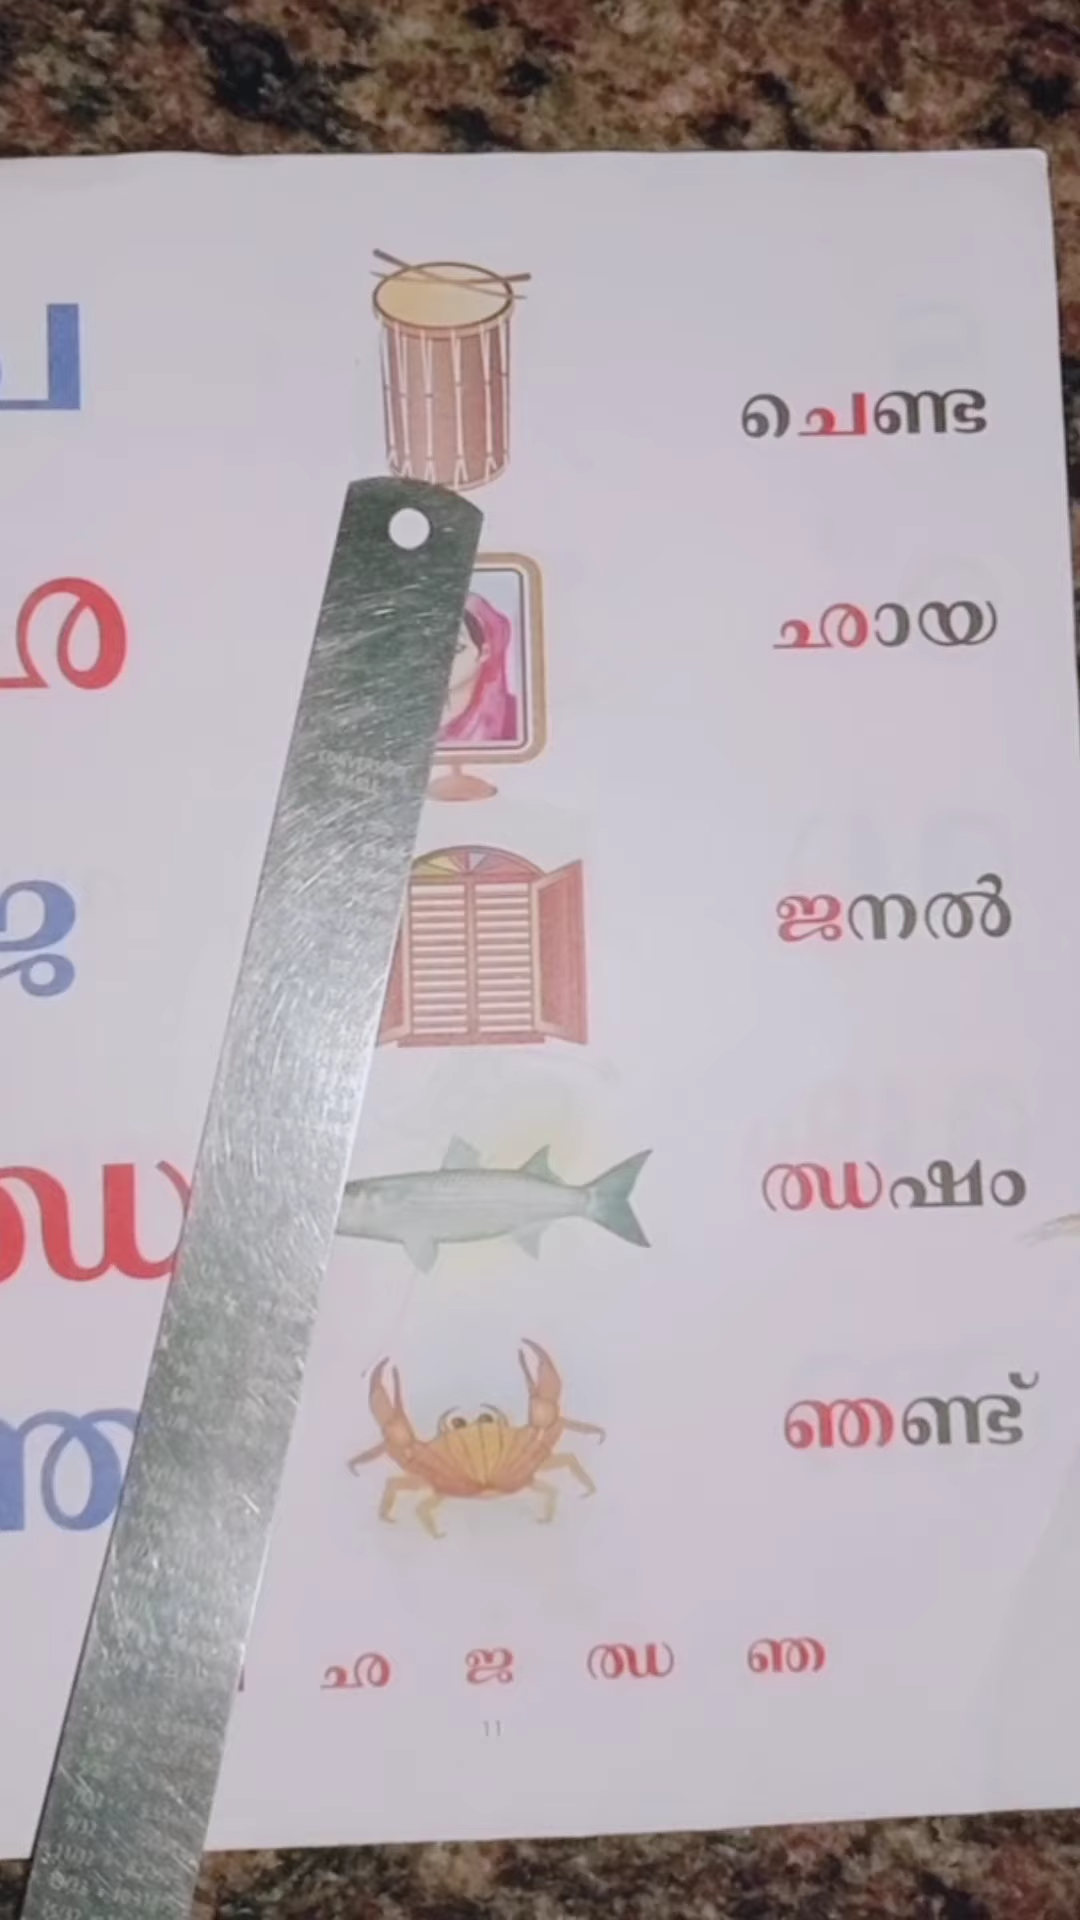 ച ചെണ്ട
ഛ ഛായ
ജ ജനൽ
ഝ ഝഷം
ഞ ഞണ്ട്
ഛ ജ ഝ ഞ
11